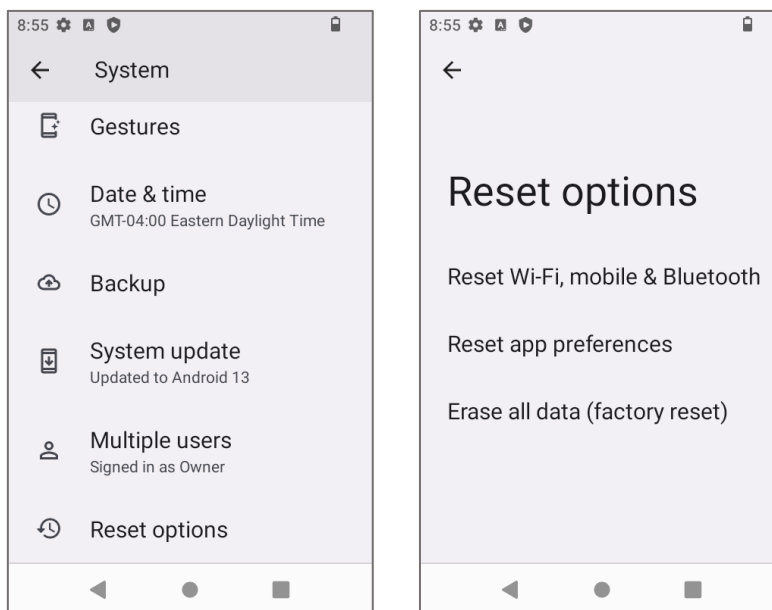 8:55
System
Gestures
Date & time
GMT-04:00 Eastern Daylight Time
Backup
System update
Updated to Android 13
Multiple users
Signed in as Owner
Reset options
8:55
Reset options
Reset Wi-Fi, mobile & Bluetooth
Reset app preferences
Erase all data (factory reset)